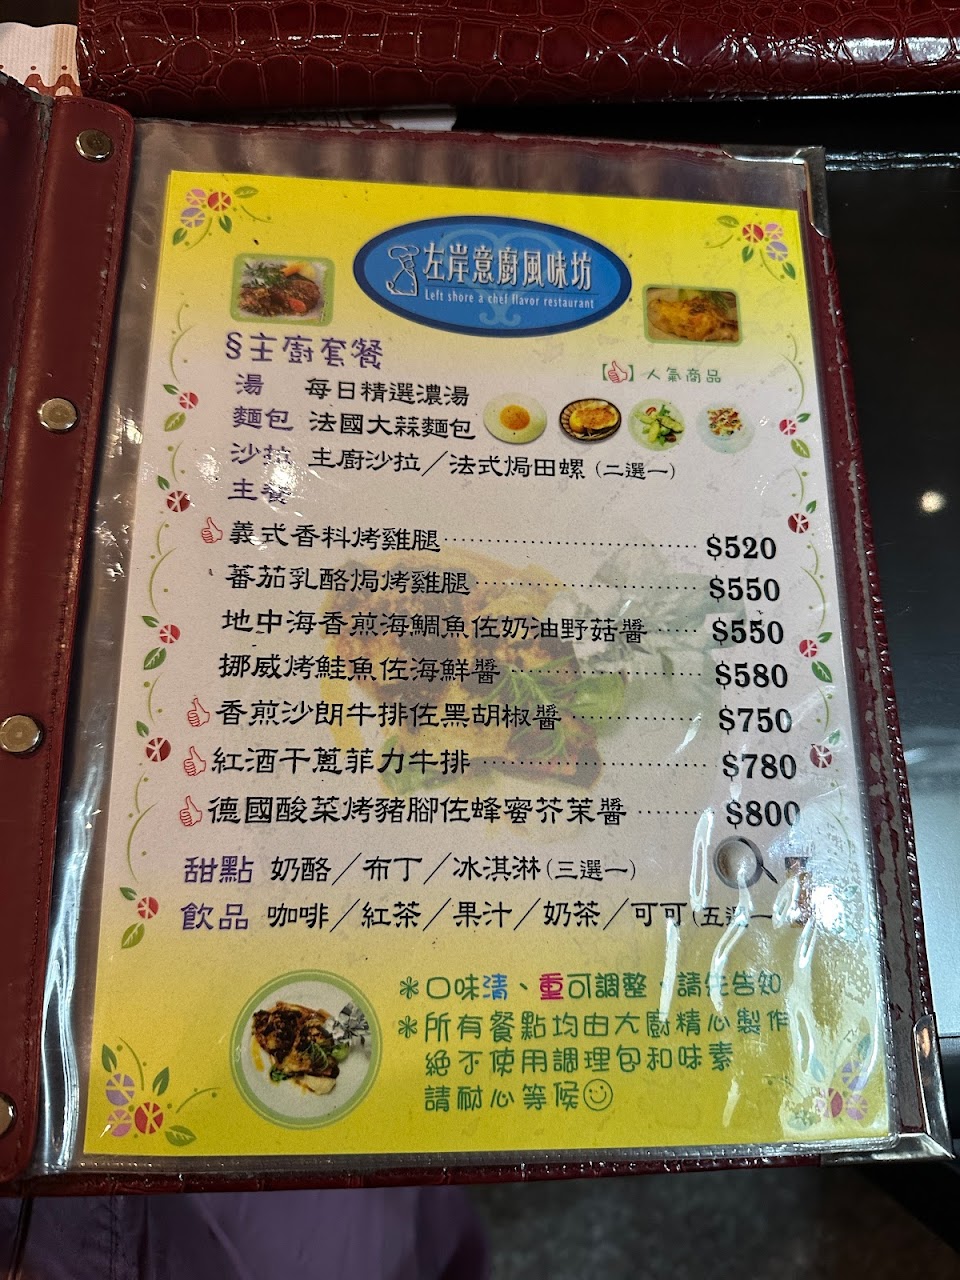 左岸意廚風味坊
Left shore a chef flavor restaurant
§主廚套餐
【】人氣商品
湯 每日精選濃湯
麵包 法國大蒜麵包
沙拉 主廚沙拉／法式焗田螺（二選一）
主餐
義式香料烤雞腿 $520
蕃茄乳酪焗烤雞腿 $550
地中海香煎海鯛魚佐奶油野菇醬 $550
挪威烤鮭魚佐海鮮醬 $580
香煎沙朗牛排佐黑胡椒醬 $750
紅酒干蔥菲力牛排 $780
德國酸菜烤豬腳佐蜂蜜芥茉醬 $800
甜點 奶酪／布丁／冰淇淋（三選一）
飲品 咖啡／紅茶／果汁／奶茶／可可（五選一
＊口味清、重可調整，請先告知
＊所有餐點均由大廚精心製作
絕不使用調理包和味素
請耐心等候